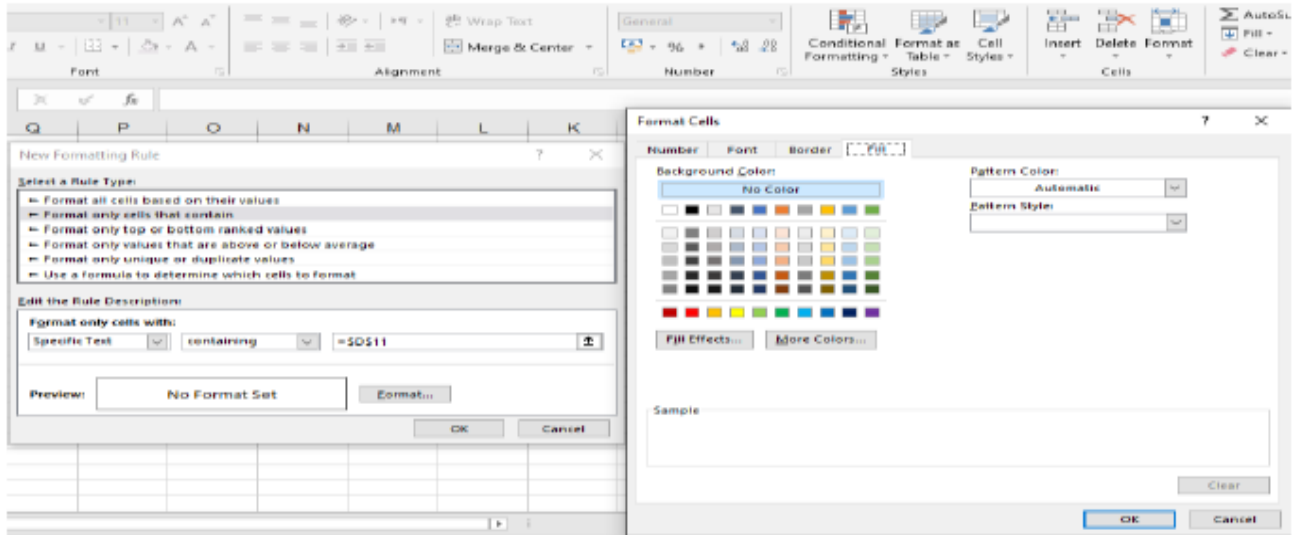 11 A A Wrap Text General Conditional Formatting Format as Table Cell Styles Insert Delete Format AutoSu
U A Merge & Center % Fill
Clear
Font Alignment Number Styles Cells
fx
Q P O N M L K
New Formatting Rule ? ×
Select a Rule Type:
► Format all cells based on their values
► Format only cells that contain
► Format only top or bottom ranked values
► Format only values that are above or below average
► Format only unique or duplicate values
► Use a formula to determine which cells to format
Edit the Rule Description:
Format only cells with:
Specific Text containing =$D$11
Preview: No Format Set Format...
OK Cancel
Format Cells ? ×
Number Font Border Fill
Background Color:
No Color
Fill Effects... More Colors...
Pattern Color:
Automatic
Pattern Style:
Sample
Clear
OK Cancel